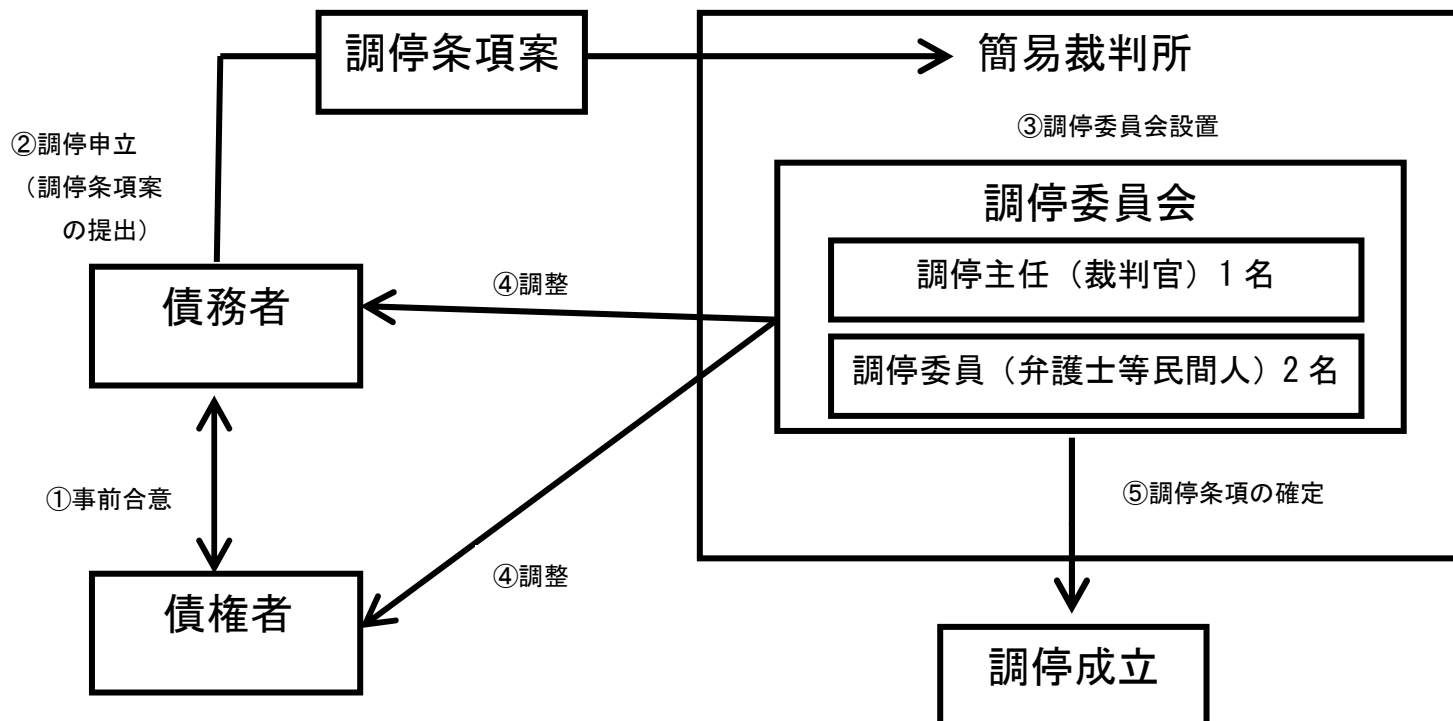 調停条項案
簡易裁判所
③調停委員会設置
②調停申立
（調停条項案
の提出）
調停委員会
調停主任（裁判官）1 名
調停委員（弁護士等民間人）2 名
④調整
債務者
①事前合意
⑤調停条項の確定
④調整
債権者
調停成立